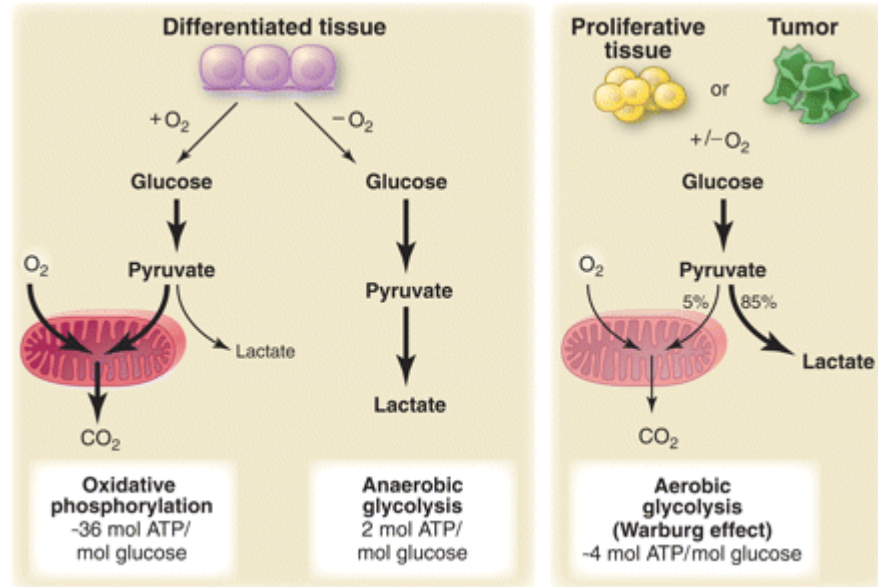 Differentiated tissue
+O₂
−O₂
Glucose
Glucose
O₂
Pyruvate
Pyruvate
Lactate
Lactate
CO₂
Oxidative
phosphorylation
~36 mol ATP/
mol glucose
Anaerobic
glycolysis
2 mol ATP/
mol glucose
Proliferative
tissue
or
Tumor
+/−O₂
Glucose
O₂
Pyruvate
5%
85%
Lactate
CO₂
Aerobic
glycolysis
(Warburg effect)
~4 mol ATP/mol glucose